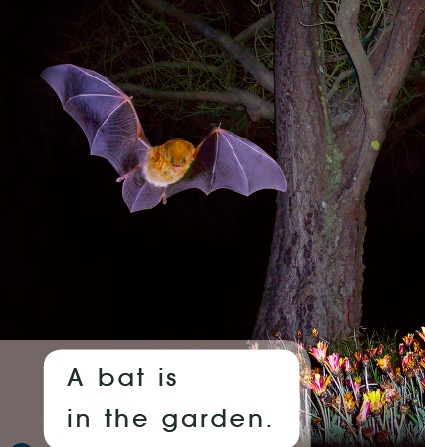 A bat is
in the garden.